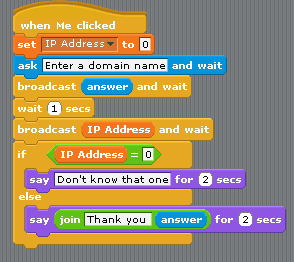 when Me clicked
set IP Address to 0
ask Enter a domain name and wait
broadcast answer and wait
wait 1 secs
broadcast IP Address and wait
if IP Address = 0
say Don't know that one for 2 secs
else
say join Thank you answer for 2 secs